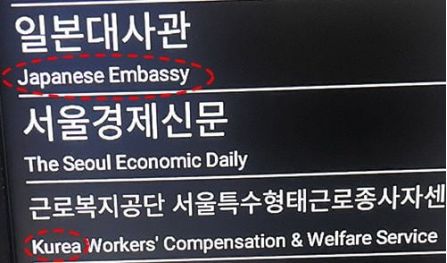 일본대사관
Japanese Embassy
서울경제신문
The Seoul Economic Daily
근로복지공단 서울특수형태근로종사자센
Kurea Workers' Compensation & Welfare Service